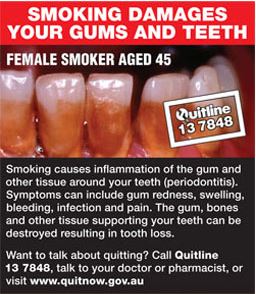 SMOKING DAMAGES
YOUR GUMS AND TEETH
FEMALE SMOKER AGED 45
Quitline
13 7848
Smoking causes inflammation of the gum and
other tissue around your teeth (periodontitis).
Symptoms can include gum redness, swelling,
bleeding, infection and pain. The gum, bones
and other tissue supporting your teeth can be
destroyed resulting in tooth loss.
Want to talk about quitting? Call Quitline
13 7848, talk to your doctor or pharmacist, or
visit www.quitnow.gov.au